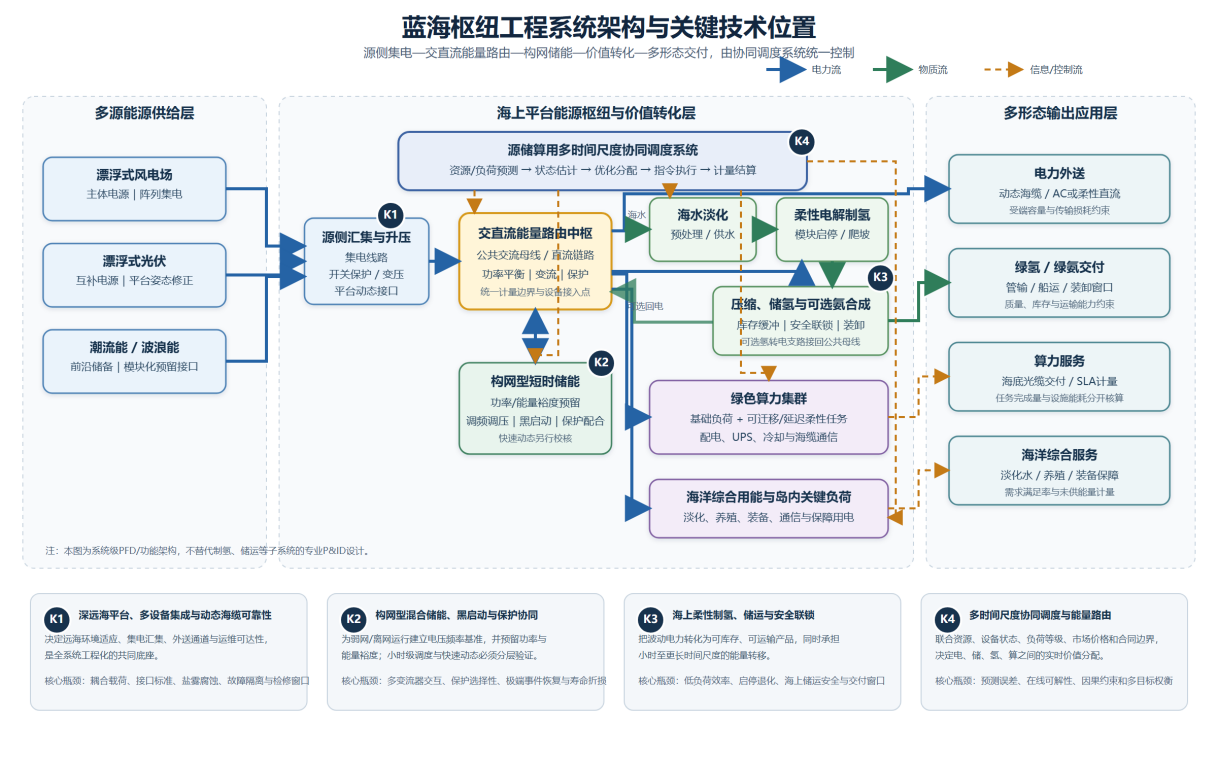 蓝海枢纽工程系统架构与关键技术位置
源侧集电—交直流能量路由—构网储能—价值转化—多形态交付，由协同调度系统统一控制
电力流
物质流
信息/控制流
多源能源供给层
漂浮式风电场
主体电源｜阵列集电
漂浮式光伏
互补电源｜平台姿态修正
潮流能 / 波浪能
前沿储备｜模块化预留接口
海上平台能源枢纽与价值转化层
K4
源储算用多时间尺度协同调度系统
资源/负荷预测 → 状态估计 → 优化分配 → 指令执行 → 计量结算
K1
源侧汇集与升压
集电线路
开关保护 / 变压
平台动态接口
交直流能量路由中枢
公共交流母线 / 直流链路
功率平衡｜变流｜保护
统一计量边界与设备接入点
海水
海水淡化
预处理 / 供水
柔性电解制氢
模块启停 / 爬坡
K3
压缩、储氢与可选氨合成
库存缓冲｜安全联锁｜装卸
可选氢转电支路接回公共母线
选回电
K2
构网型短时储能
功率/能量裕度预留
调频调压｜黑启动｜保护配合
快速动态另行校核
绿色算力集群
基础负荷 + 可迁移/延迟柔性任务
配电、UPS、冷却与海缆通信
海洋综合用能与岛内关键负荷
淡化、养殖、装备、通信与保障用电
多形态输出应用层
电力外送
动态海缆 / AC或柔性直流
受端容量与传输损耗约束
绿氢 / 绿氨交付
管输 / 船运 / 装卸窗口
质量、库存与运输能力约束
算力服务
海底光缆交付 / SLA计量
任务完成量与设施能耗分开核算
海洋综合服务
淡化水 / 养殖 / 装备保障
需求满足率与未供能量计量
注：本图为系统级PFD/功能架构，不替代制氢、储运等子系统的专业P&ID设计。
K1
深远海平台、多设备集成与动态海缆可靠性
决定远海环境适应、集电汇集、外送通道与运维可达性，
是全系统工程化的共同底座。
核心瓶颈：耦合载荷、接口标准、盐雾腐蚀、故障隔离与检修窗口
K2
构网型混合储能、黑启动与保护协同
为弱网/离网运行建立电压频率基准，并预留功率与
能量裕度；小时级调度与快速动态必须分层验证。
核心瓶颈：多变流器交互、保护选择性、极端事件恢复与寿命折损
K3
海上柔性制氢、储运与安全联锁
把波动电力转化为可库存、可运输产品，同时承担
小时至更长时间尺度的能量转移。
核心瓶颈：低负荷效率、启停退化、海上储运安全与交付窗口
K4
多时间尺度协同调度与能量路由
联合资源、设备状态、负荷等级、市场价格和合同边界，
决定电、储、氢、算之间的实时价值分配。
核心瓶颈：预测误差、在线可解性、因果约束和多目标权衡